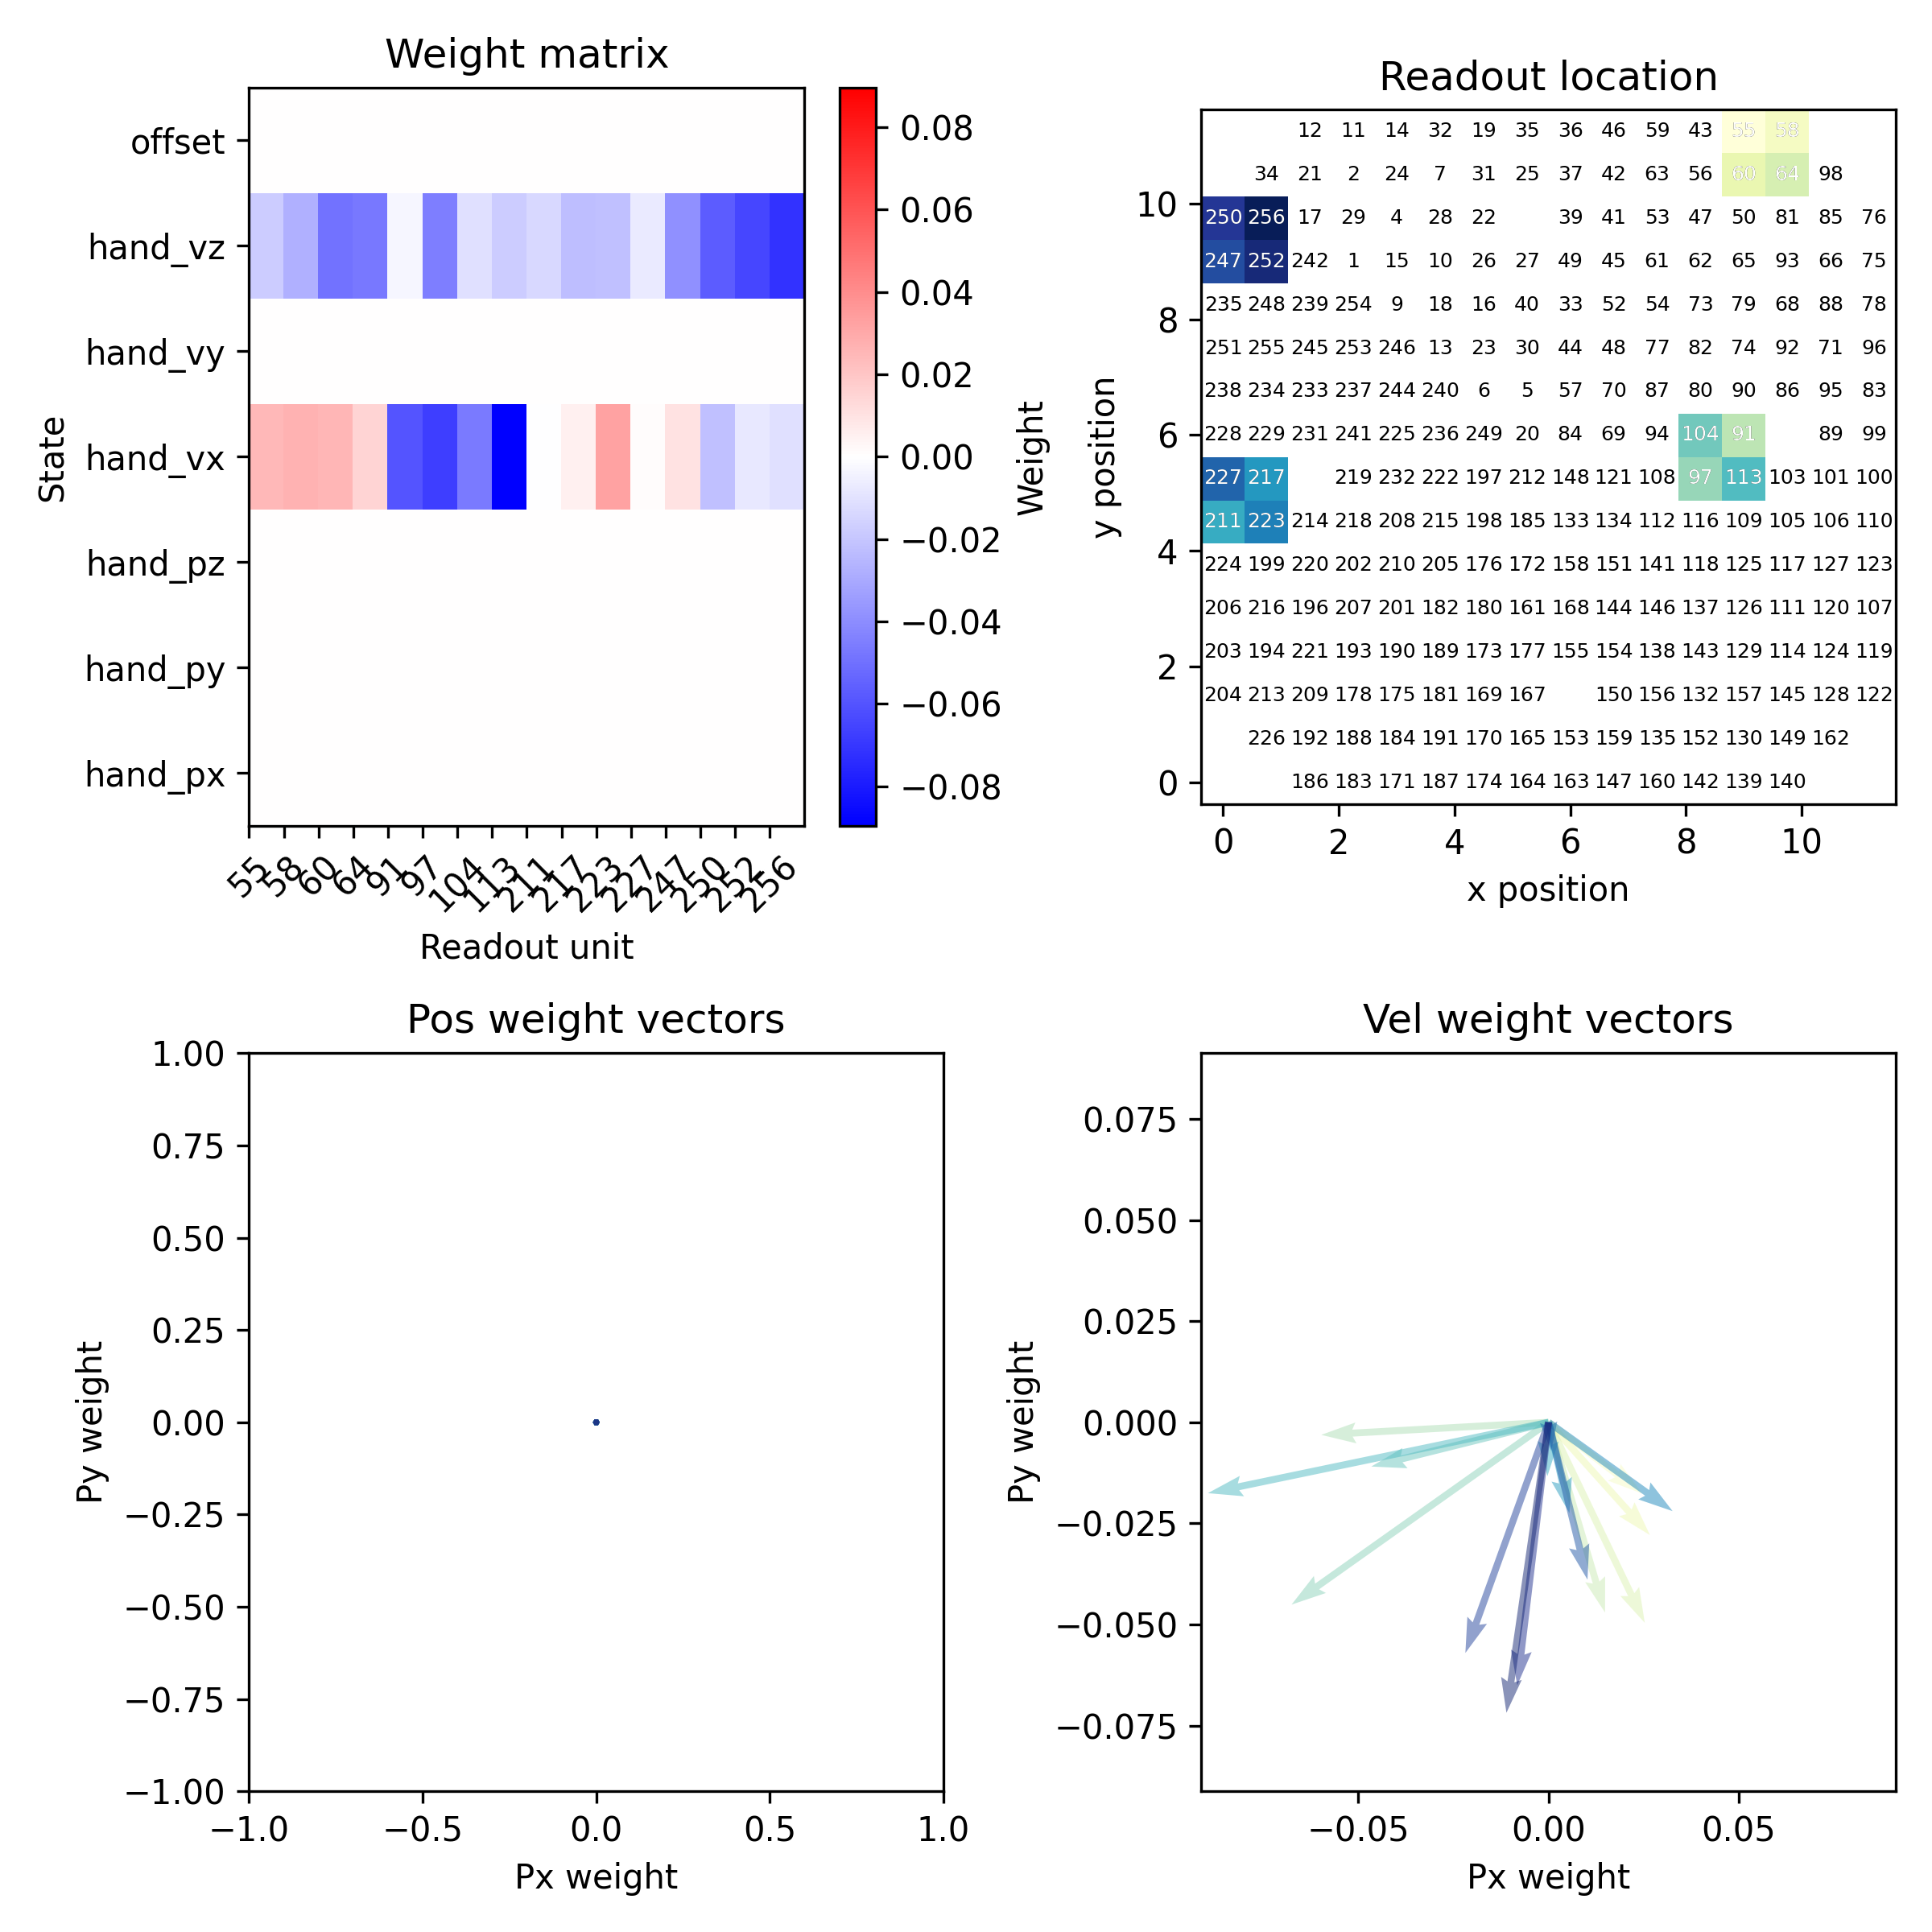 Weight matrix
offset
hand_vz
hand_vy
hand_vx
hand_pz
hand_py
hand_px
State
55 58 60 64 91 97 104 113 211 217 223 227 247 250 252 256
Readout unit
0.08
0.06
0.04
0.02
0.00
−0.02
−0.04
−0.06
−0.08
Weight
Readout location
12 11 14 32 19 35 36 46 59 43 55 58
34 21 2 24 7 31 25 37 42 63 56 60 64 98
250 256 17 29 4 28 22 39 41 53 47 50 81 85 76
247 252 242 1 15 10 26 27 49 45 61 62 65 93 66 75
235 248 239 254 9 18 16 40 33 52 54 73 79 68 88 78
251 255 245 253 246 13 23 30 44 48 77 82 74 92 71 96
238 234 233 237 244 240 6 5 57 70 87 80 90 86 95 83
228 229 231 241 225 236 249 20 84 69 94 104 91 89 99
227 217 219 232 222 197 212 148 121 108 97 113 103 101 100
211 223 214 218 208 215 198 185 133 134 112 116 109 105 106 110
224 199 220 202 210 205 176 172 158 151 141 118 125 117 127 123
206 216 196 207 201 182 180 161 168 144 146 137 126 111 120 107
203 194 221 193 190 189 173 177 155 154 138 143 129 114 124 119
204 213 209 178 175 181 169 167 150 156 132 157 145 128 122
226 192 188 184 191 170 165 153 159 135 152 130 149 162
186 183 171 187 174 164 163 147 160 142 139 140
10
8
6
4
2
0
y position
0 2 4 6 8 10
x position
Pos weight vectors
1.00
0.75
0.50
0.25
0.00
−0.25
−0.50
−0.75
−1.00
Py weight
−1.0 −0.5 0.0 0.5 1.0
Px weight
Vel weight vectors
0.075
0.050
0.025
0.000
−0.025
−0.050
−0.075
Py weight
−0.05 0.00 0.05
Px weight